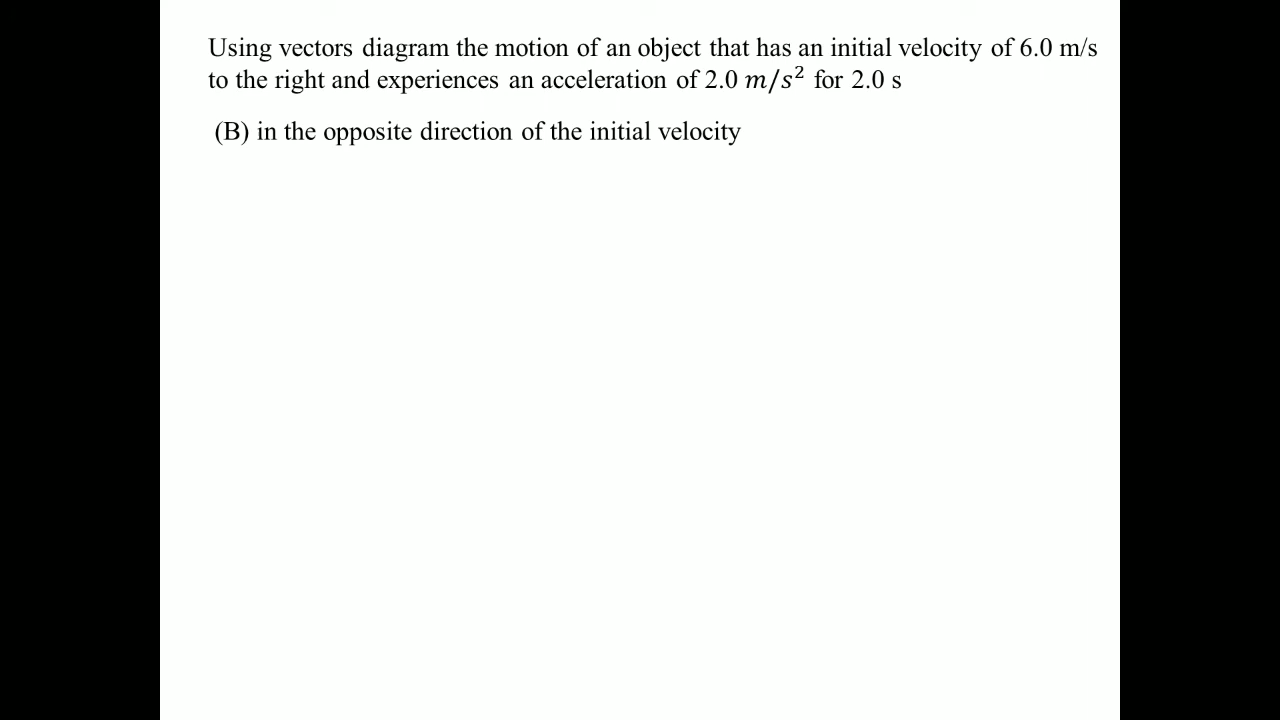 Using vectors diagram the motion of an object that has an initial velocity of 6.0 m/s
to the right and experiences an acceleration of 2.0 𝑚/𝑠² for 2.0 s
(B) in the opposite direction of the initial velocity